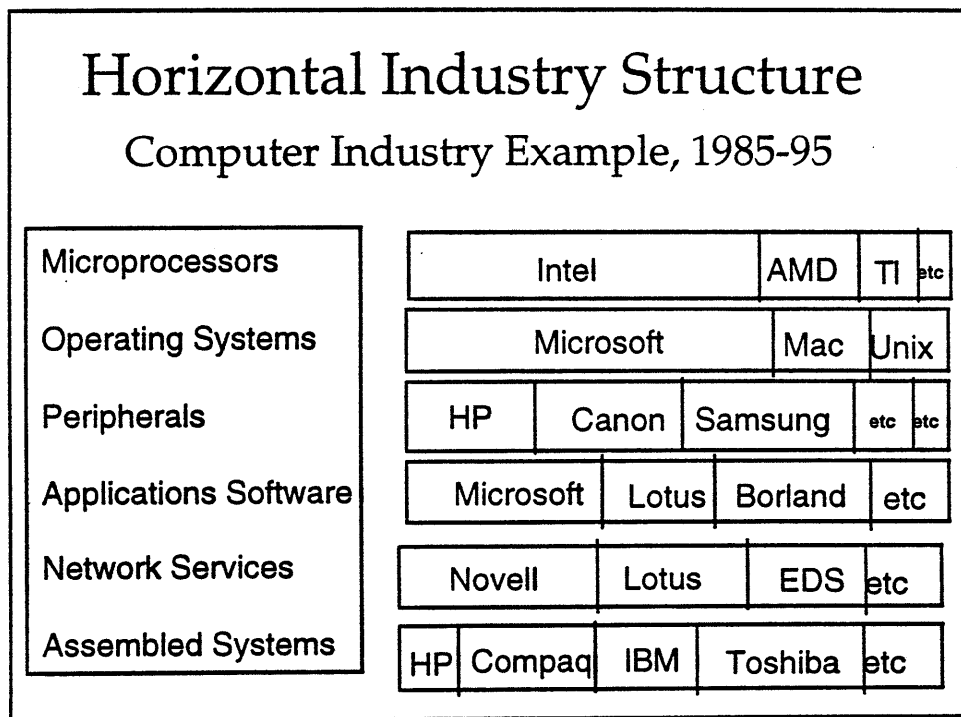 Horizontal Industry Structure
Computer Industry Example, 1985-95
Microprocessors Intel AMD TI etc
Operating Systems Microsoft Mac Unix
Peripherals HP Canon Samsung etc etc
Applications Software Microsoft Lotus Borland etc
Network Services Novell Lotus EDS etc
Assembled Systems HP Compaq IBM Toshiba etc